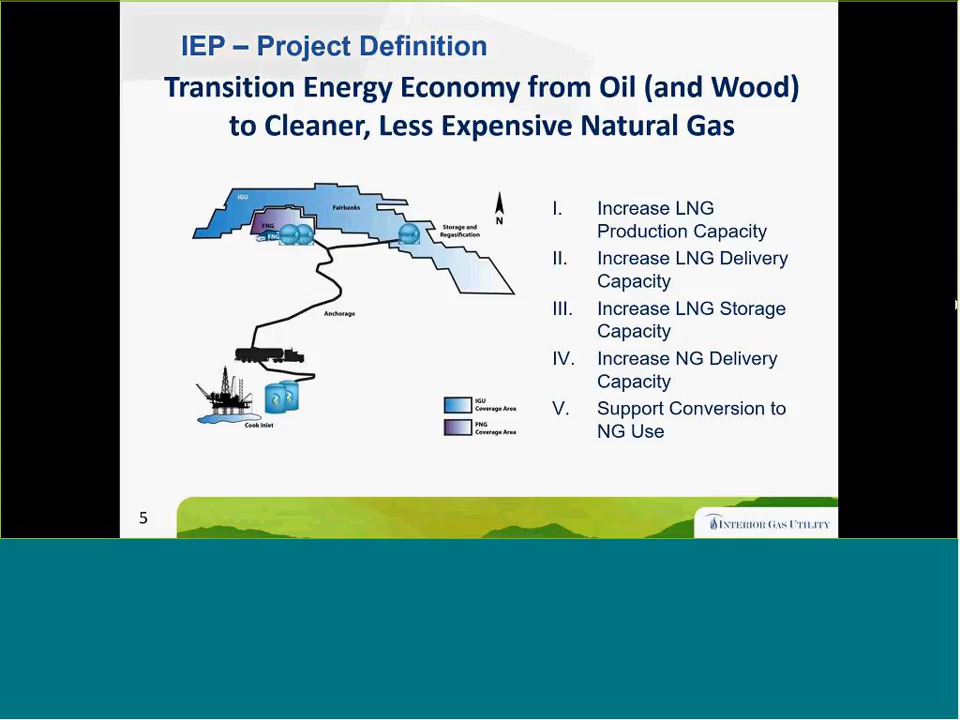 IEP – Project Definition
Transition Energy Economy from Oil (and Wood)
to Cleaner, Less Expensive Natural Gas
IGU
Fairbanks
FNG
FNG
Storage and
Regasification
N
Anchorage
Cook Inlet
IGU
Coverage Area
FNG
Coverage Area
I. Increase LNG
Production Capacity
II. Increase LNG Delivery
Capacity
III. Increase LNG Storage
Capacity
IV. Increase NG Delivery
Capacity
V. Support Conversion to
NG Use
5
INTERIOR GAS UTILITY